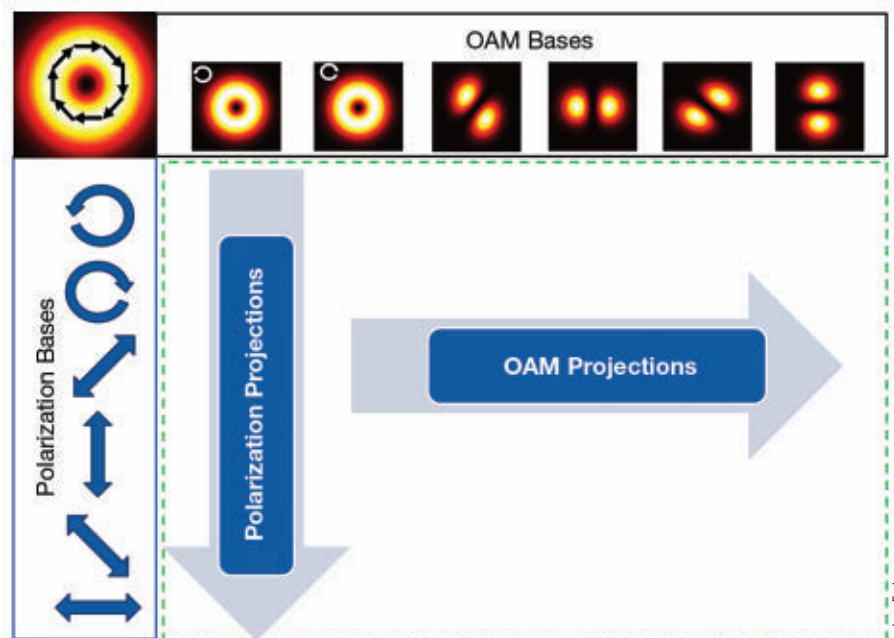 OAM Bases
Polarization Bases
Polarization Projections
OAM Projections